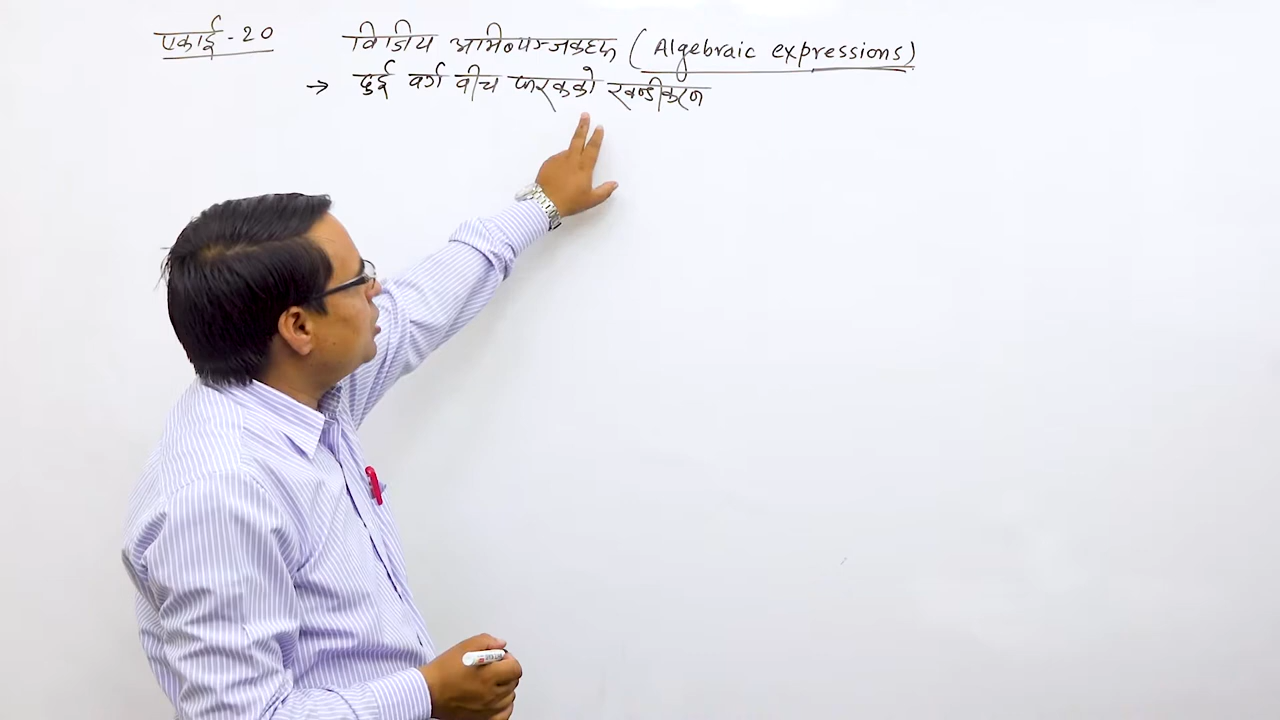 एकाई - 20 विजिय अभिव्यन्जकहरू (Algebraic expressions)
→ दुई वर्ग वीच फरकको खण्डीकरण